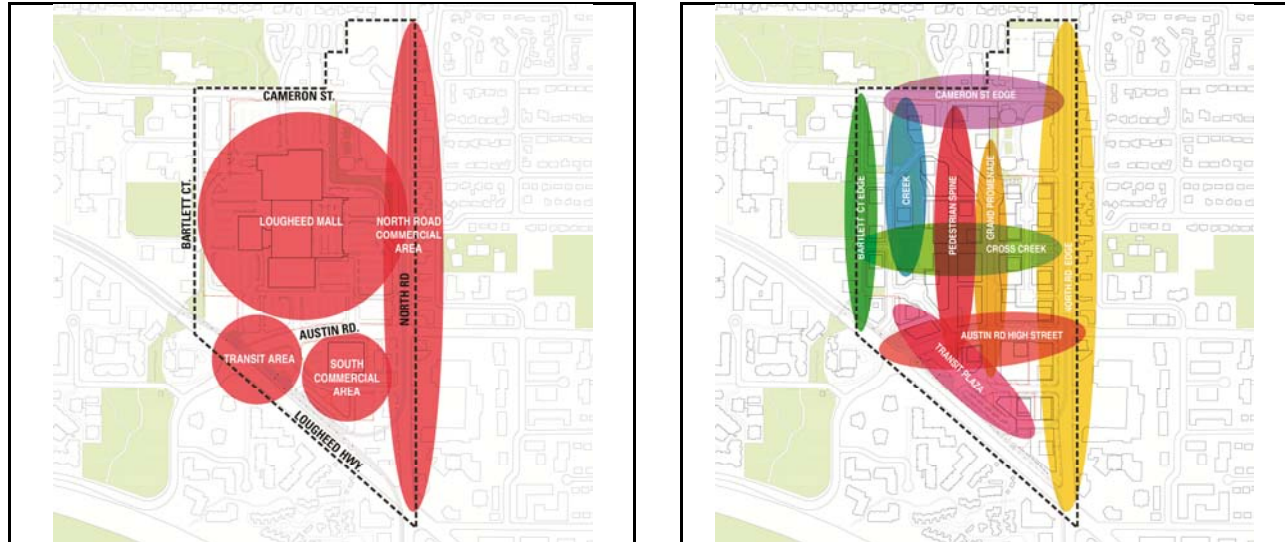 CAMERON ST.
BARTLETT CT.
LOUGHEED MALL
NORTH ROAD
COMMERCIAL
AREA
NORTH RD
AUSTIN RD.
TRANSIT AREA
SOUTH
COMMERCIAL
AREA
LOUGHEED HWY
CAMERON ST EDGE
BARTLETT CT EDGE
CREEK
PEDESTRIAN SPINE
GRAND PROMENADE
CROSS CREEK
NORTH RD EDGE
AUSTIN RD HIGH STREET
TRANSIT PLAZA